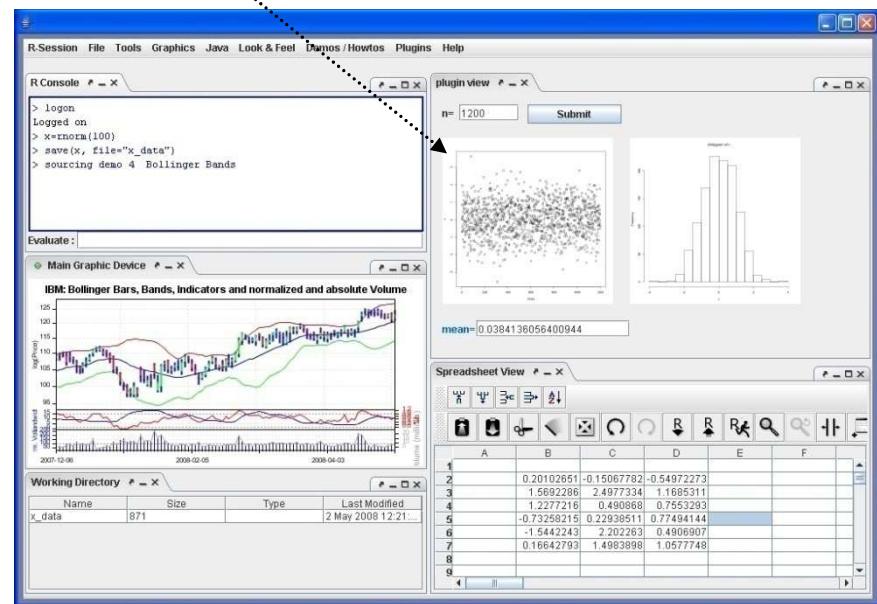 R-Session File Tools Graphics Java Look & Feel Demos / Howtos Plugins Help
R Console
> logon
Logged on
> x=rnorm(100)
> save(x, file="x_data")
> sourcing demo 4 Bollinger Bands
Evaluate :
Main Graphic Device
IBM: Bollinger Bars, Bands, Indicators and normalized and absolute Volume
log(Price)
125
120
115
110
105
100
95
2007-12-06 2008-02-05 2008-04-03
Working Directory
Name Size Type Last Modified
x_data 871 2 May 2008 12:21:...
plugin view
n= 1200 Submit
mean= 0.0384136056400944
Spreadsheet View
A B C D E F
1
2 0.20102651 -0.15067782 -0.54972273
3 1.5692286 2.4977334 1.1685311
4 1.2277216 0.490868 0.7553293
5 -0.73258215 0.22938511 0.77494144
6 -1.5442243 2.202263 0.4906907
7 0.16642793 1.4983898 1.0577748
8
9